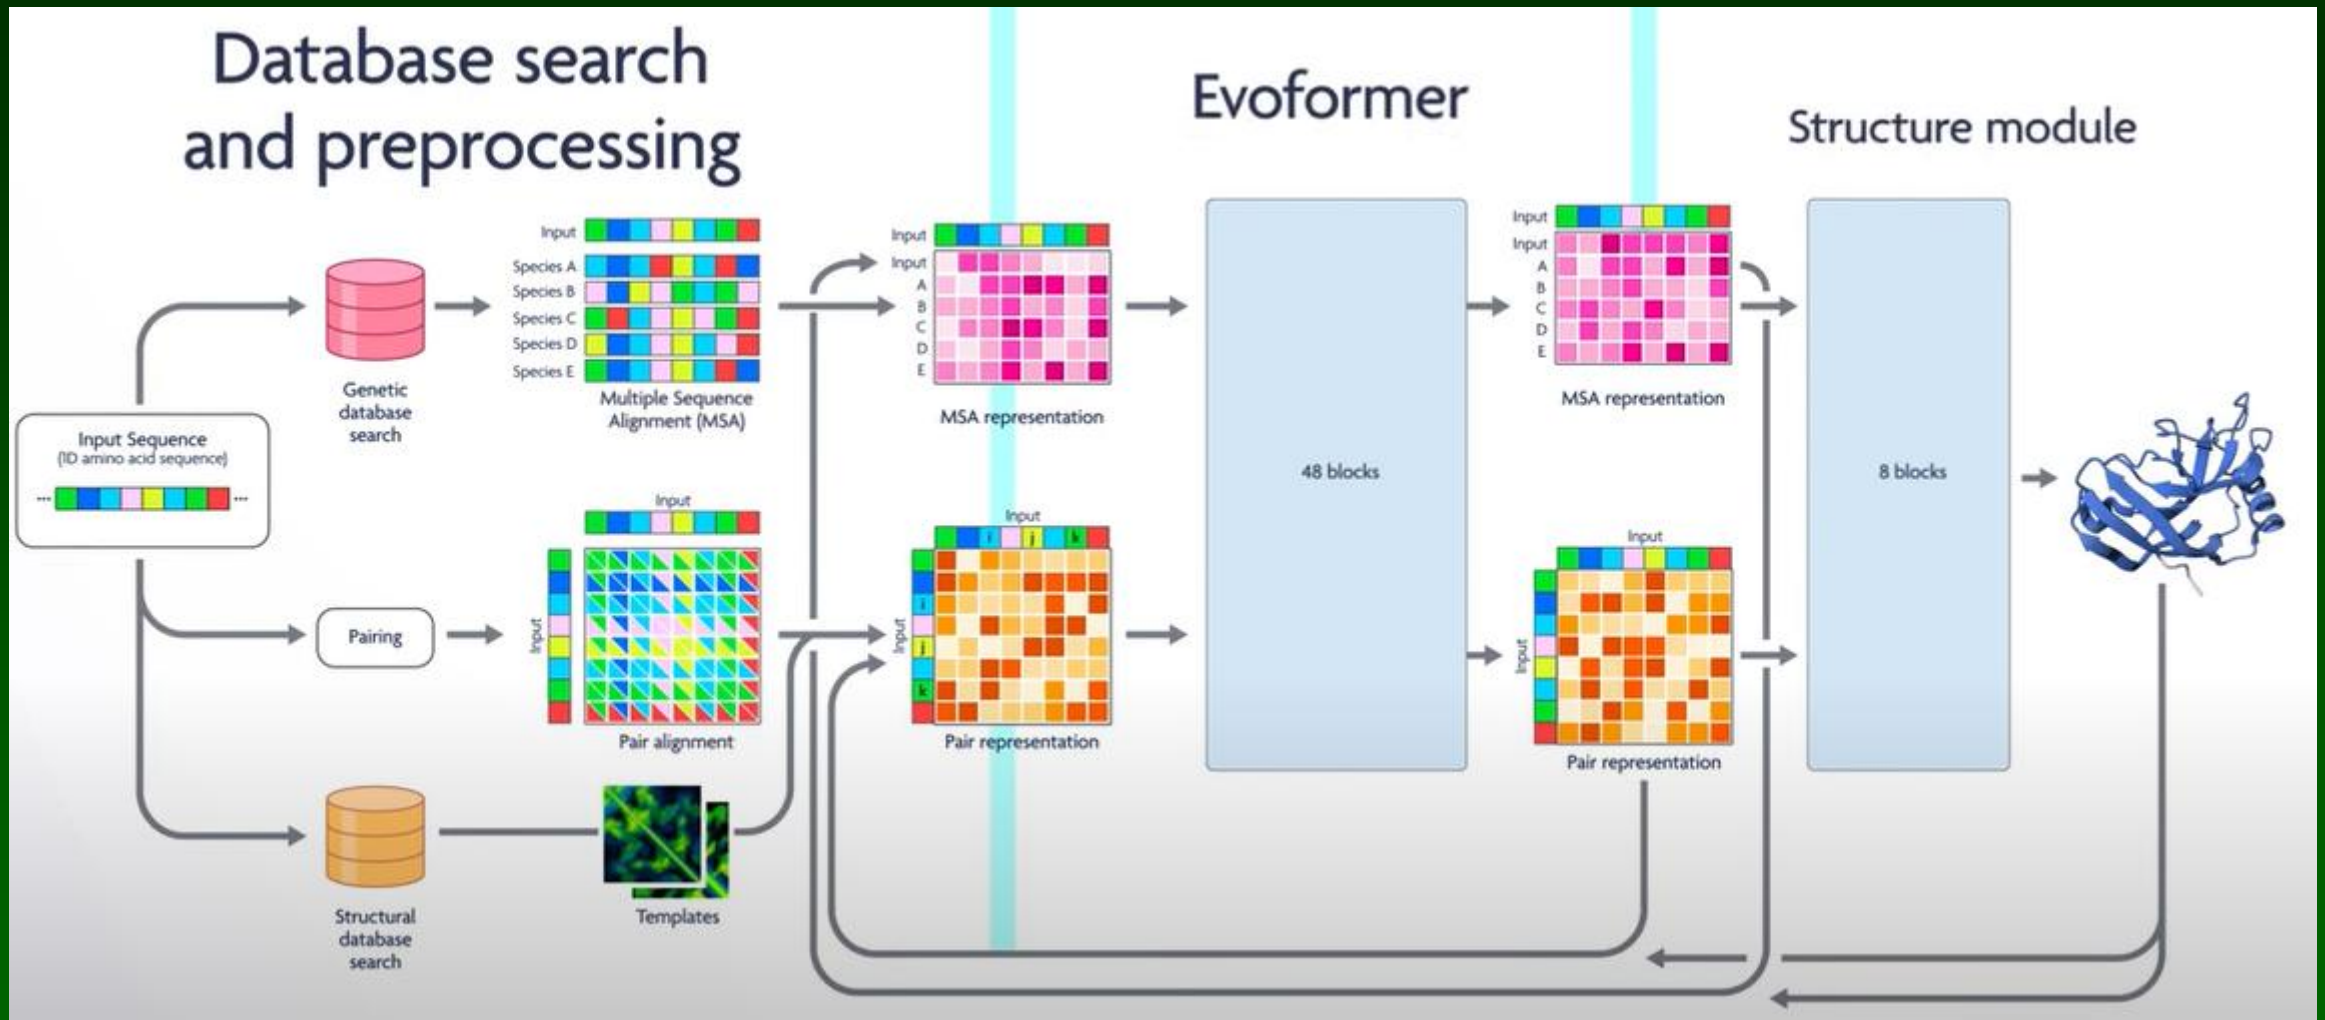 Database search
and preprocessing
Evoformer
Structure module
Input Sequence
(1D amino acid sequence)
...
...
Genetic
database
search
Input
Species A
Species B
Species C
Species D
Species E
Multiple Sequence
Alignment (MSA)
Input
Input
A
B
C
D
E
MSA representation
48 blocks
Input
Input
A
B
C
D
E
MSA representation
8 blocks
Pairing
Input
Input
Pair alignment
Input
i
j
k
Input
i
j
k
Pair representation
Input
Input
Pair representation
Structural
database
search
Templates